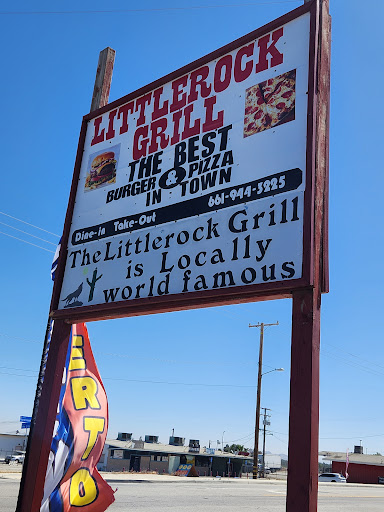 LITTLEROCK
GRILL
THE BEST
BURGER & PIZZA
IN TOWN
Dine-in Take-Out 661-944-5225
The Littlerock Grill
is Locally
world famous
ERTO